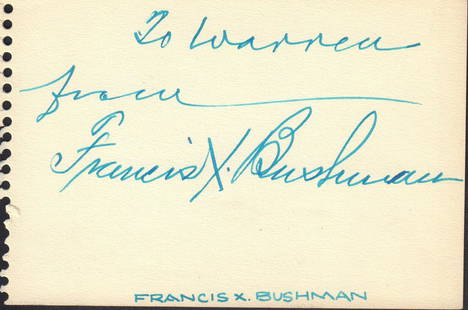 To Warren
from
Francis X. Bushman
FRANCIS X. BUSHMAN